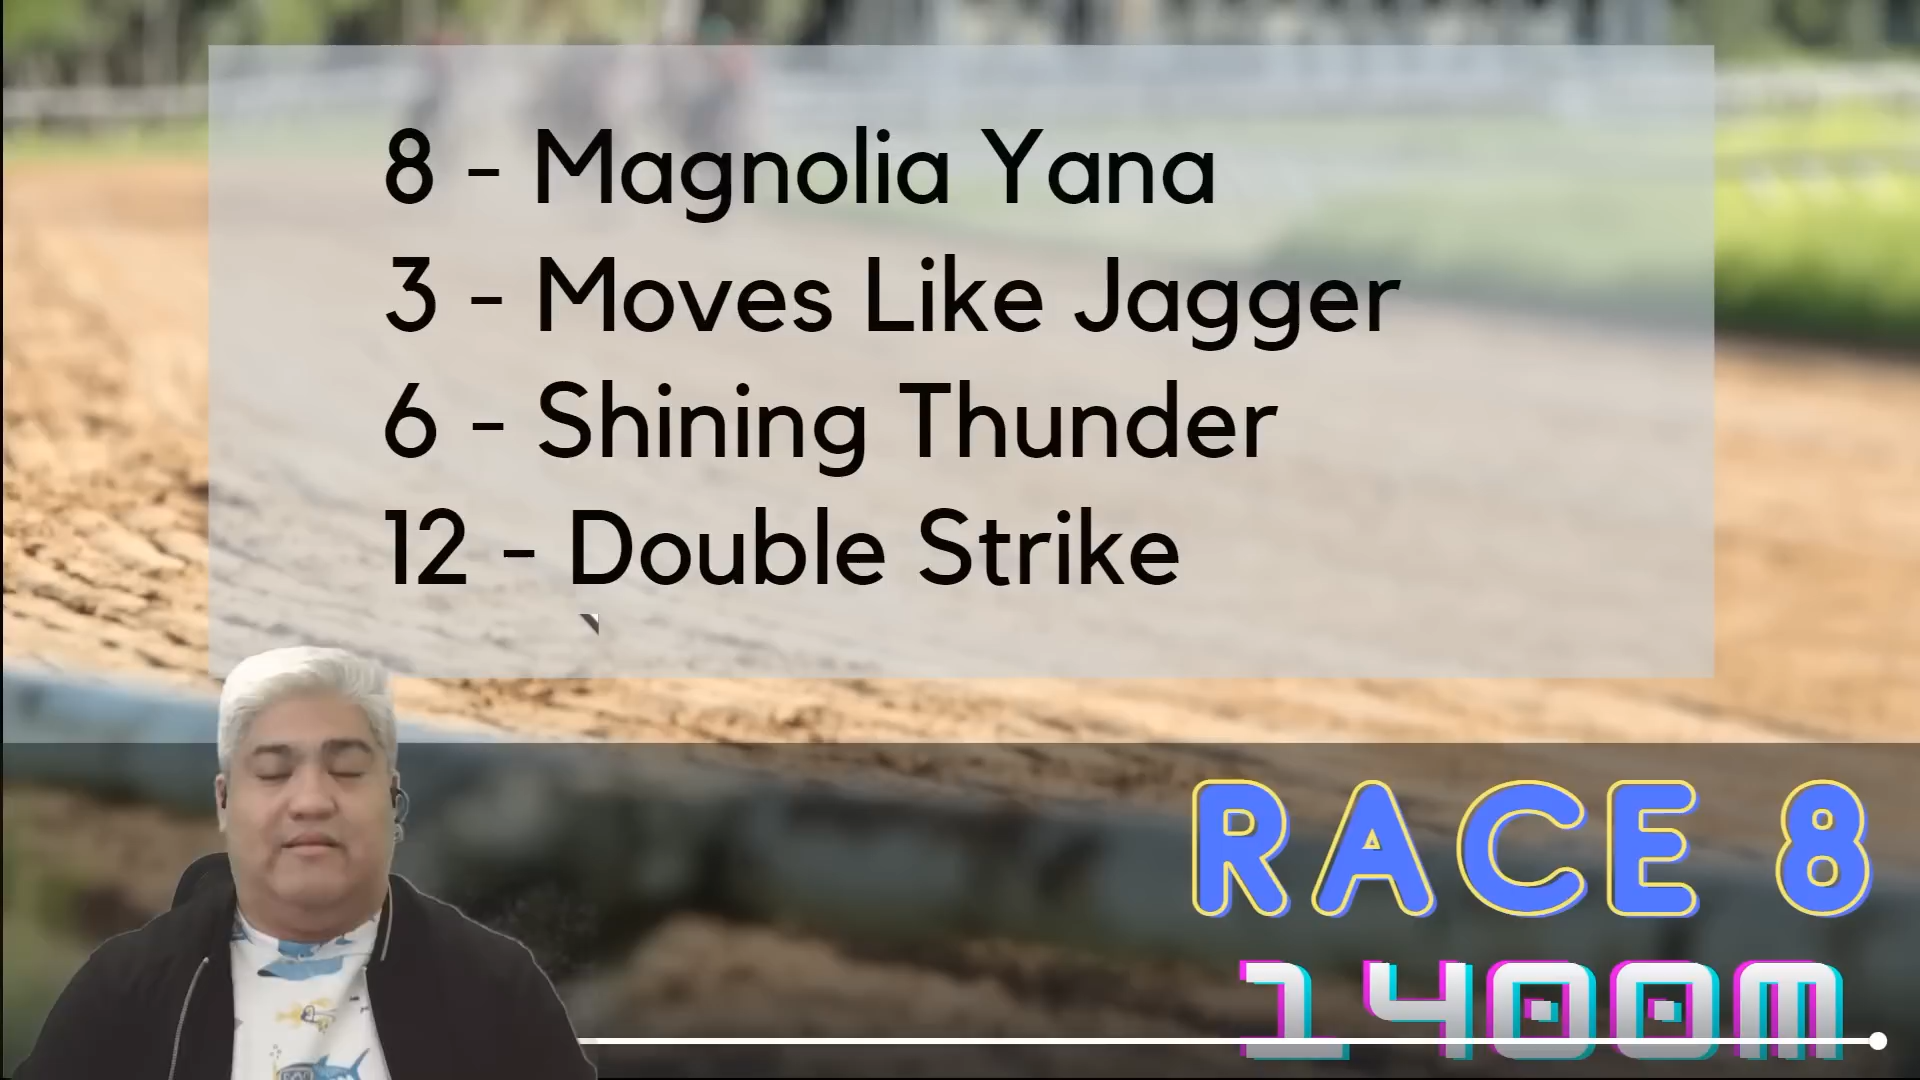 8 - Magnolia Yana
3 - Moves Like Jagger
6 - Shining Thunder
12 - Double Strike
RACE 8
1400M